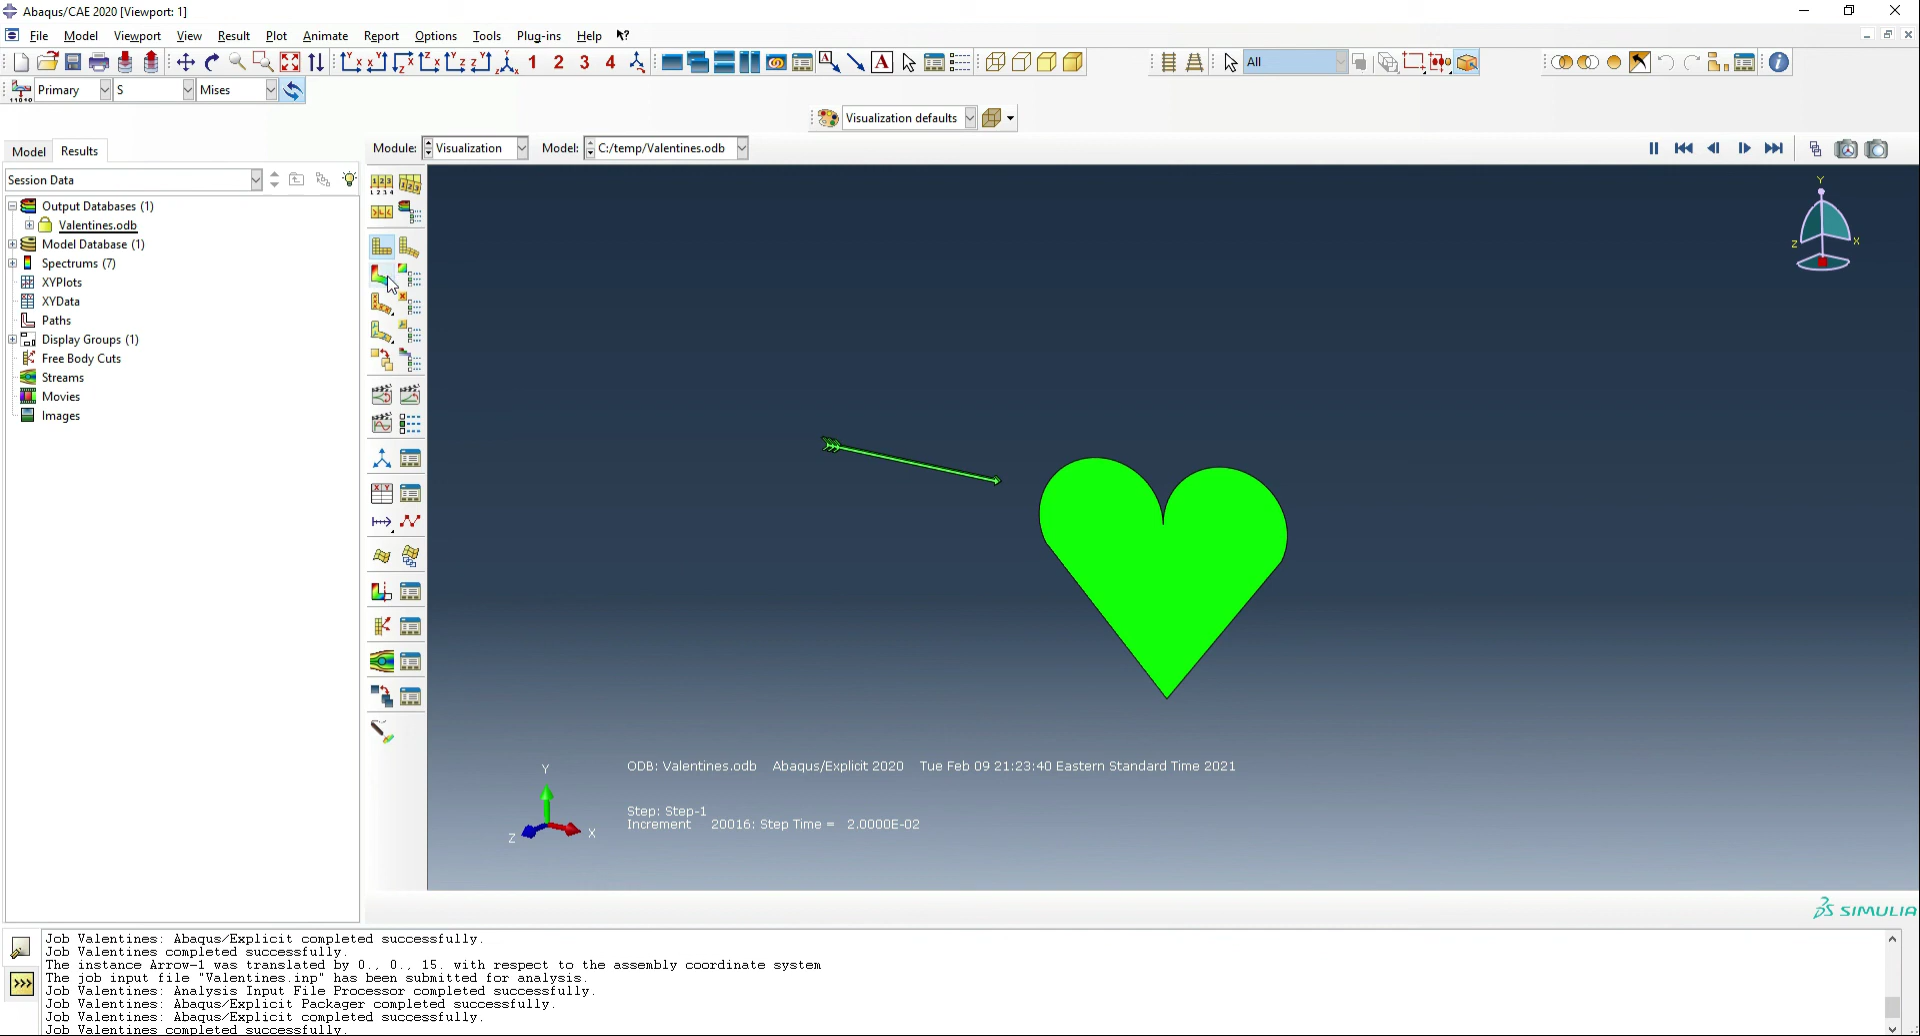 Abaqus/CAE 2020 [Viewport: 1]
File Model Viewport View Result Plot Animate Report Options Tools Plug-ins Help
1 2 3 4
All
Primary S Mises
Visualization defaults
Model Results
Module: Visualization Model: C:/temp/Valentines.odb
Session Data
Output Databases (1)
Valentines.odb
Model Database (1)
Spectrums (7)
XYPlots
XYData
Paths
Display Groups (1)
Free Body Cuts
Streams
Movies
Images
Y
Z X
ODB: Valentines.odb Abaqus/Explicit 2020 Tue Feb 09 21:23:40 Eastern Standard Time 2021
Step: Step-1
Increment 20016: Step Time = 2.0000E-02
Y
Z X
SIMULIA
Job Valentines: Abaqus/Explicit completed successfully.
Job Valentines completed successfully.
The instance Arrow-1 was translated by 0., 0., 15. with respect to the assembly coordinate system
The job input file "Valentines.inp" has been submitted for analysis.
Job Valentines: Analysis Input File Processor completed successfully.
Job Valentines: Abaqus/Explicit Packager completed successfully.
Job Valentines: Abaqus/Explicit completed successfully.
Job Valentines completed successfully.